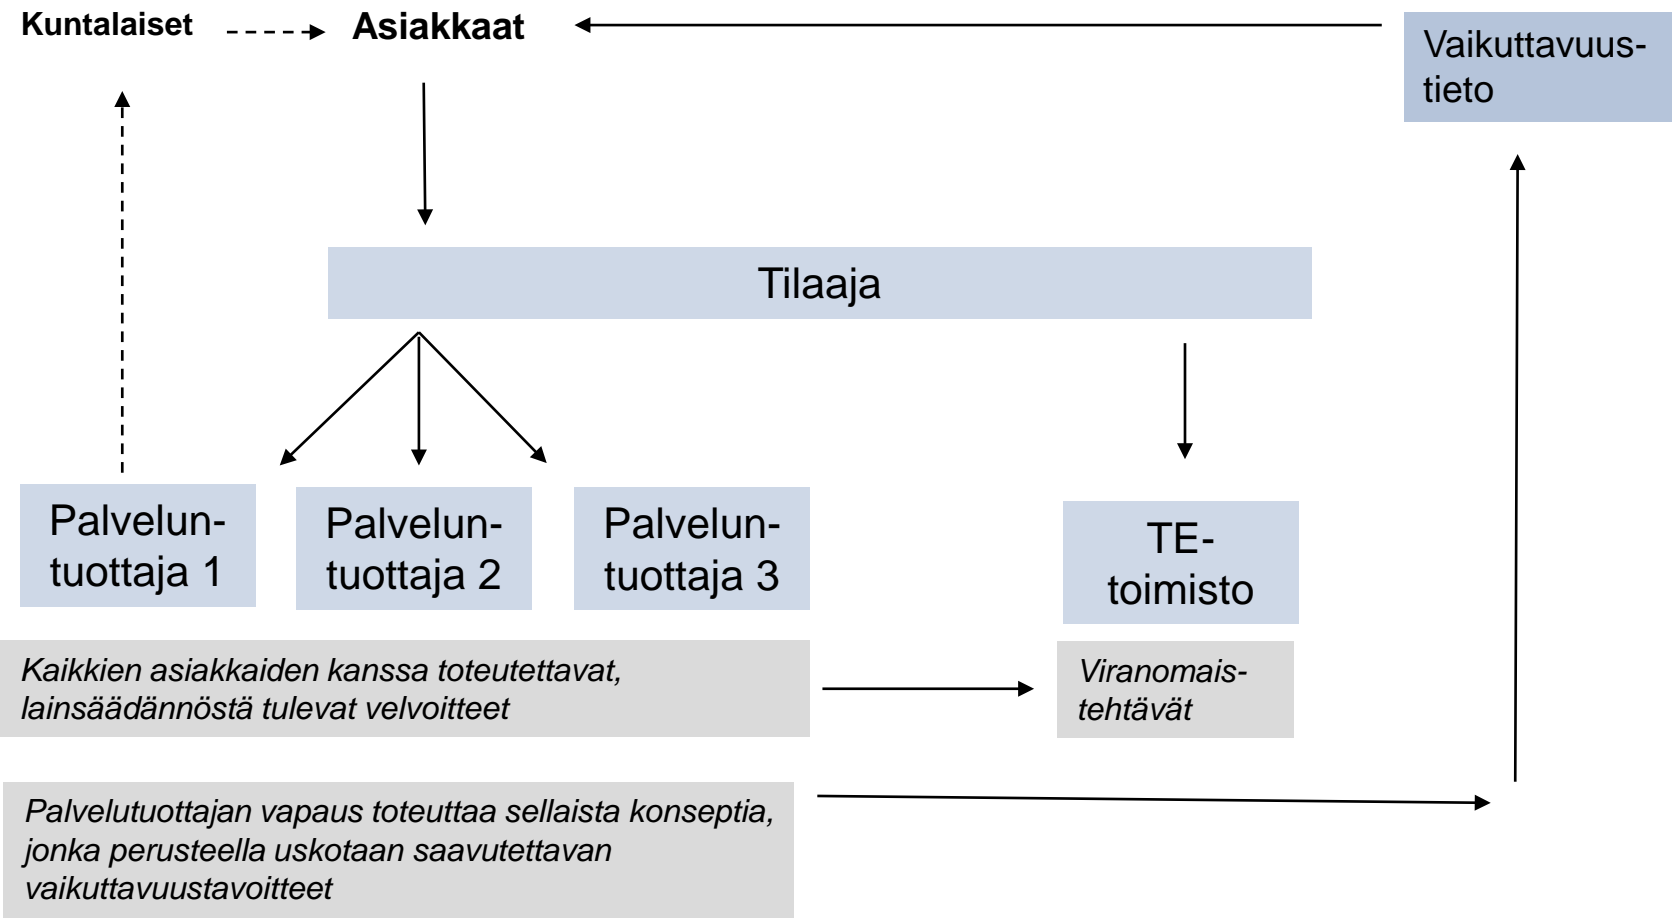 Kuntalaiset
Asiakkaat
Vaikuttavuus-
tieto
Tilaaja
Palvelun-
tuottaja 1
Palvelun-
tuottaja 2
Palvelun-
tuottaja 3
TE-
toimisto
Kaikkien asiakkaiden kanssa toteutettavat,
lainsäädännöstä tulevat velvoitteet
Viranomais-
tehtävät
Palvelutuottajan vapaus toteuttaa sellaista konseptia,
jonka perusteella uskotaan saavutettavan
vaikuttavuustavoitteet